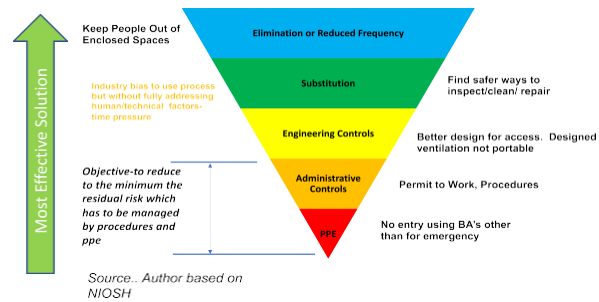 Keep People Out of
Enclosed Spaces
Elimination or Reduced Frequency
Substitution
Find safer ways to
inspect/clean/ repair
Industry bias to use process
but without fully addressing
human/technical factors-
time pressure
Engineering Controls
Better design for access. Designed
ventilation not portable
Objective-to reduce
to the minimum the
residual risk which
has to be managed
by procedures and
ppe
Administrative
Controls
Permit to Work, Procedures
PPE
No entry using BA's other
than for emergency
Most Effective Solution
Source.. Author based on
NIOSH